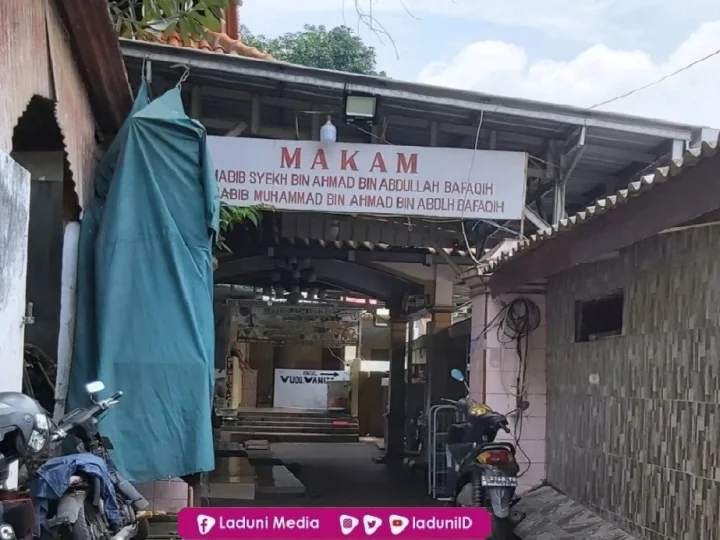 MAKAM
HABIB SYEKH BIN AHMAD BIN ABDULLAH BAFAQIH
HABIB MUHAMMAD BIN AHMAD BIN ABDLH BAFAQIH
WUDU.WANITA
Laduni Media laduniID